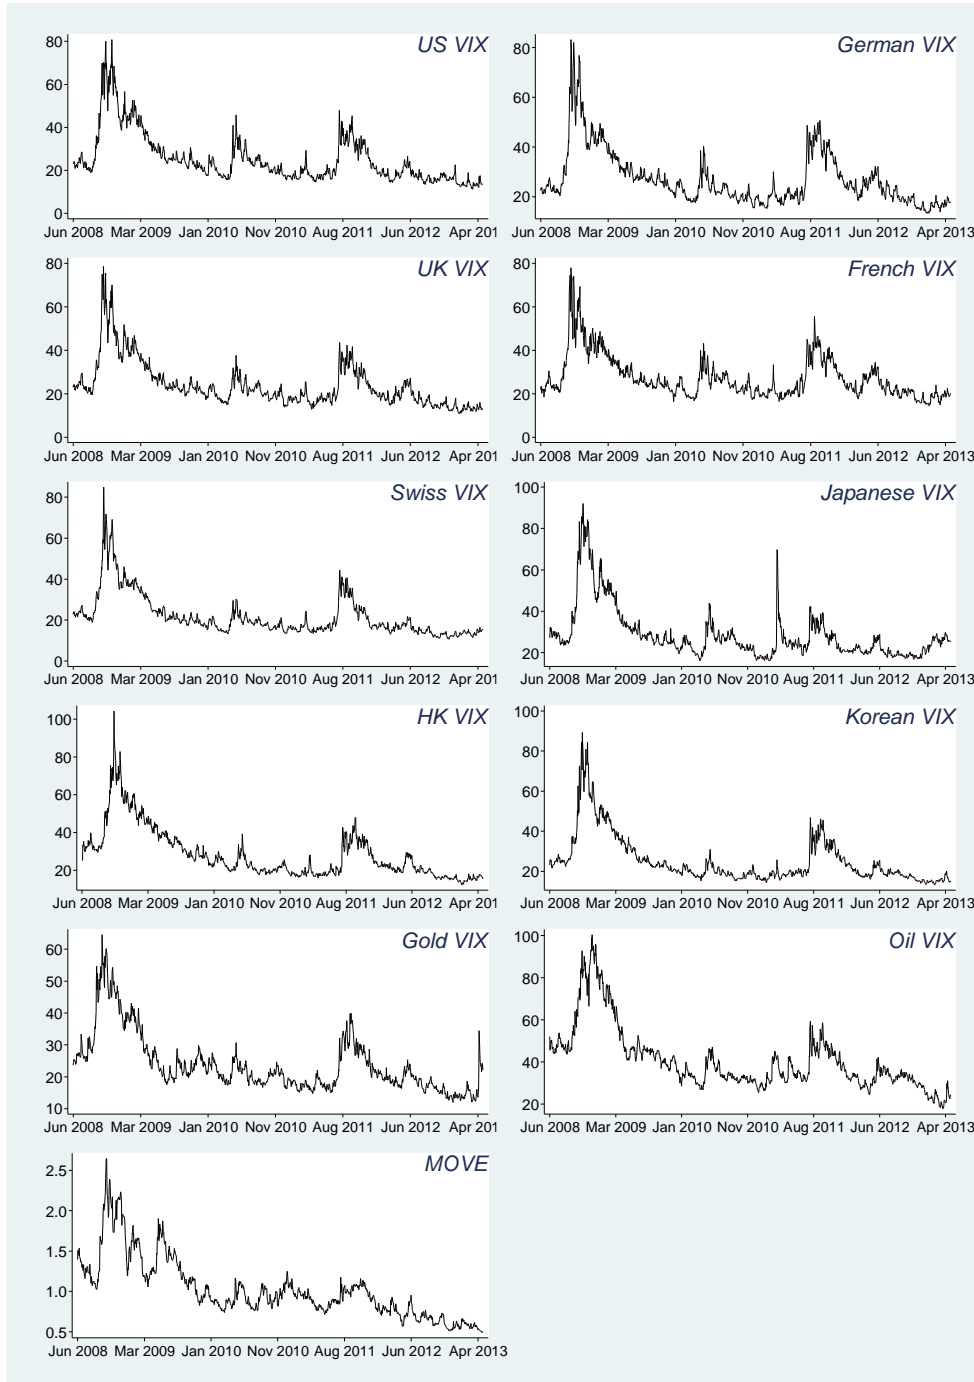 US VIX
80
60
40
20
0
Jun 2008 Mar 2009 Jan 2010 Nov 2010 Aug 2011 Jun 2012 Apr 201
German VIX
80
60
40
20
Jun 2008 Mar 2009 Jan 2010 Nov 2010 Aug 2011 Jun 2012 Apr 2013
UK VIX
80
60
40
20
0
Jun 2008 Mar 2009 Jan 2010 Nov 2010 Aug 2011 Jun 2012 Apr 201
French VIX
80
60
40
20
0
Jun 2008 Mar 2009 Jan 2010 Nov 2010 Aug 2011 Jun 2012 Apr 2013
Swiss VIX
80
60
40
20
0
Jun 2008 Mar 2009 Jan 2010 Nov 2010 Aug 2011 Jun 2012 Apr 201
Japanese VIX
100
80
60
40
20
Jun 2008 Mar 2009 Jan 2010 Nov 2010 Aug 2011 Jun 2012 Apr 2013
HK VIX
100
80
60
40
20
Jun 2008 Mar 2009 Jan 2010 Nov 2010 Aug 2011 Jun 2012 Apr 201
Korean VIX
100
80
60
40
20
Jun 2008 Mar 2009 Jan 2010 Nov 2010 Aug 2011 Jun 2012 Apr 2013
Gold VIX
60
50
40
30
20
10
Jun 2008 Mar 2009 Jan 2010 Nov 2010 Aug 2011 Jun 2012 Apr 201
Oil VIX
100
80
60
40
20
Jun 2008 Mar 2009 Jan 2010 Nov 2010 Aug 2011 Jun 2012 Apr 2013
MOVE
2.5
2.0
1.5
1.0
0.5
Jun 2008 Mar 2009 Jan 2010 Nov 2010 Aug 2011 Jun 2012 Apr 2013